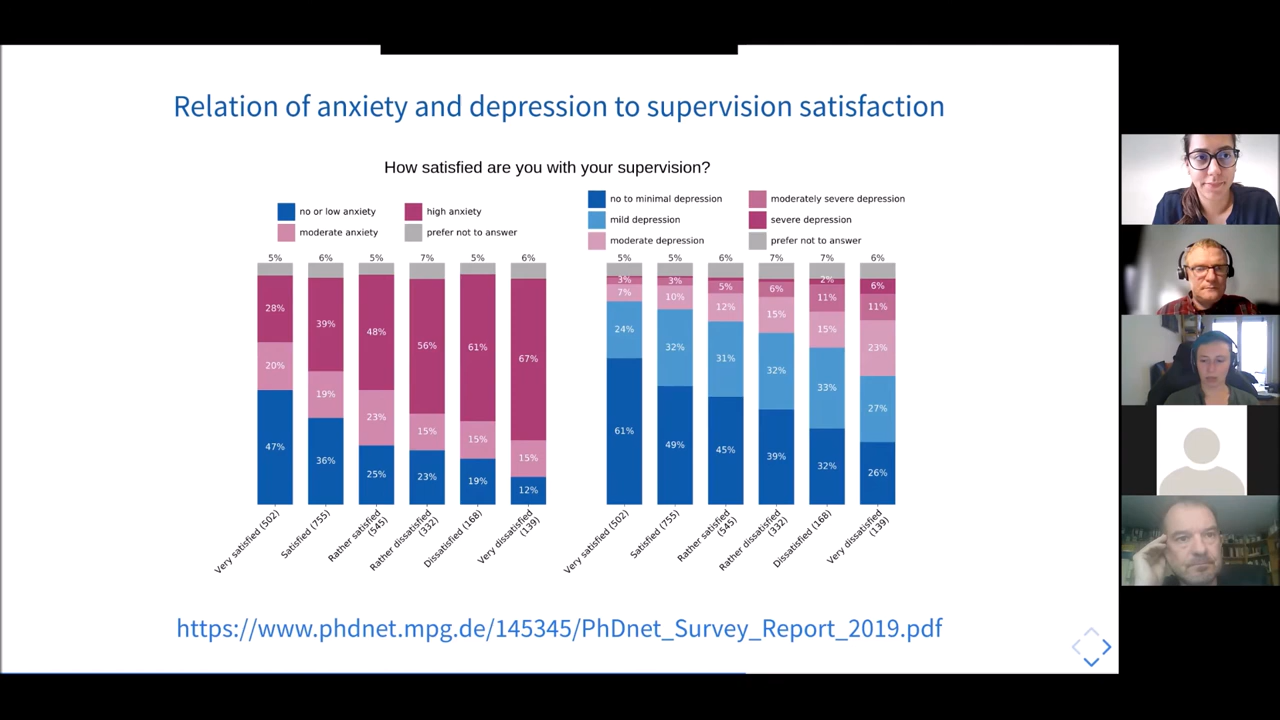 Relation of anxiety and depression to supervision satisfaction
How satisfied are you with your supervision?
no or low anxiety
high anxiety
moderate anxiety
prefer not to answer
5% 6% 5% 7% 5% 6%
28% 39% 48% 56% 61% 67%
20% 19% 23% 15% 15% 15%
47% 36% 25% 23% 19% 12%
Very satisfied (502)
Satisfied (755)
Rather satisfied
(545)
Rather dissatisfied
(332)
Dissatisfied (168)
Very dissatisfied
(139)
no to minimal depression
moderately severe depression
mild depression
severe depression
moderate depression
prefer not to answer
5% 5% 6% 7% 7% 6%
2% 6%
3% 3% 5% 6% 11% 11%
7% 10% 12% 15% 15% 23%
24% 32% 31% 32% 33% 27%
61% 49% 45% 39% 32% 26%
Very satisfied (502)
Satisfied (755)
Rather satisfied
(545)
Rather dissatisfied
(332)
Dissatisfied (168)
Very dissatisfied
(139)
https://www.phdnet.mpg.de/145345/PhDnet_Survey_Report_2019.pdf